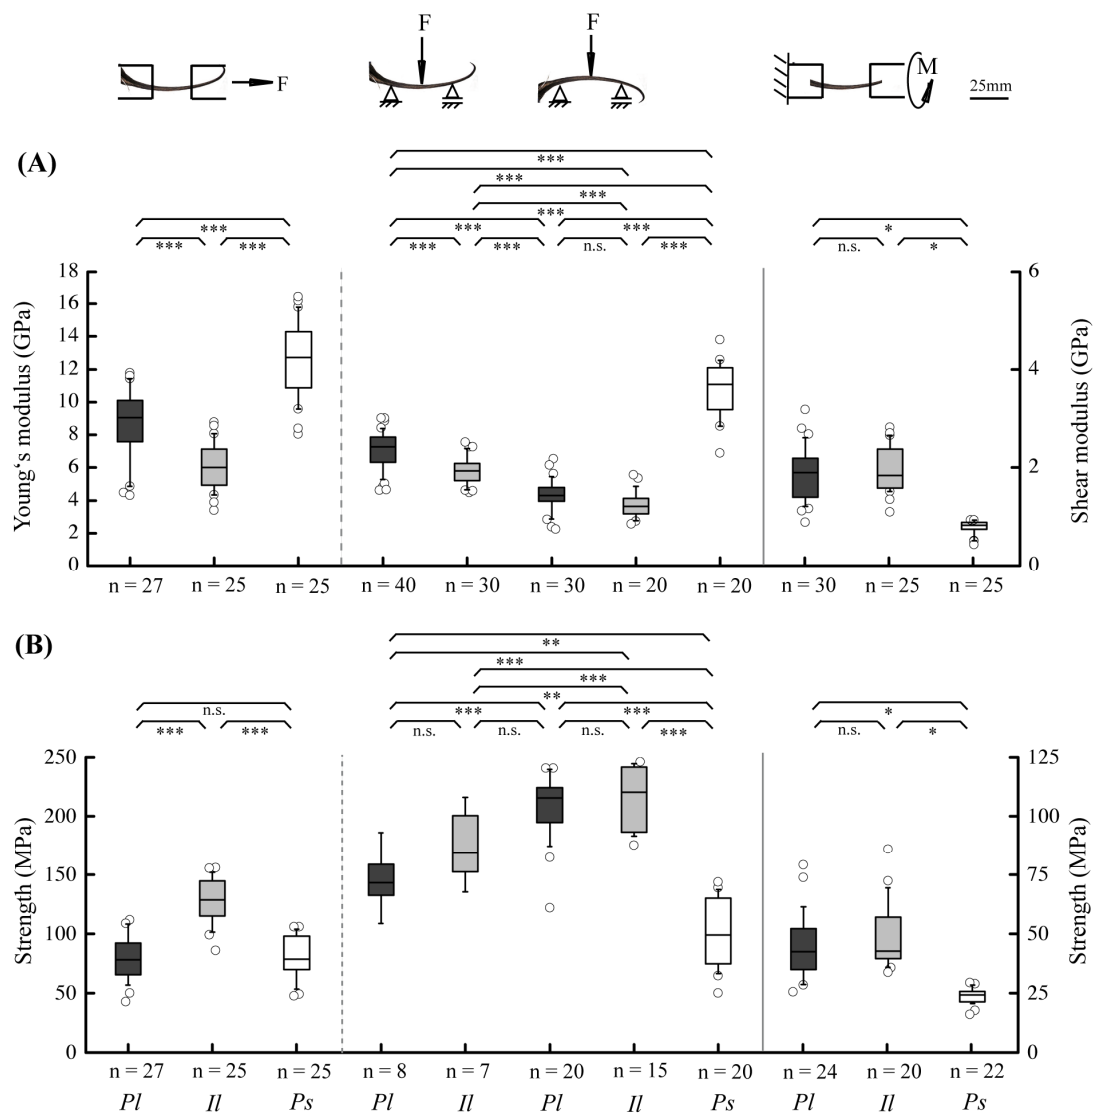 F F F M
25mm
(A)
***
***
***
***
*** *** *** *** *
*** *** *** *** n.s. *** n.s. *
18 6
16
14
12 4
10
8
6 2
4
2
0 0
Young‘s modulus (GPa)
Shear modulus (GPa)
n = 27 n = 25 n = 25 n = 40 n = 30 n = 30 n = 20 n = 20 n = 30 n = 25 n = 25
(B)
**
***
***
**
n.s. *** *** *
*** *** n.s. n.s. n.s. *** n.s. *
250 125
200 100
150 75
100 50
50 25
0 0
Strength (MPa)
Strength (MPa)
n = 27 n = 25 n = 25 n = 8 n = 7 n = 20 n = 15 n = 20 n = 24 n = 20 n = 22
Pl Il Ps Pl Il Pl Il Ps Pl Il Ps